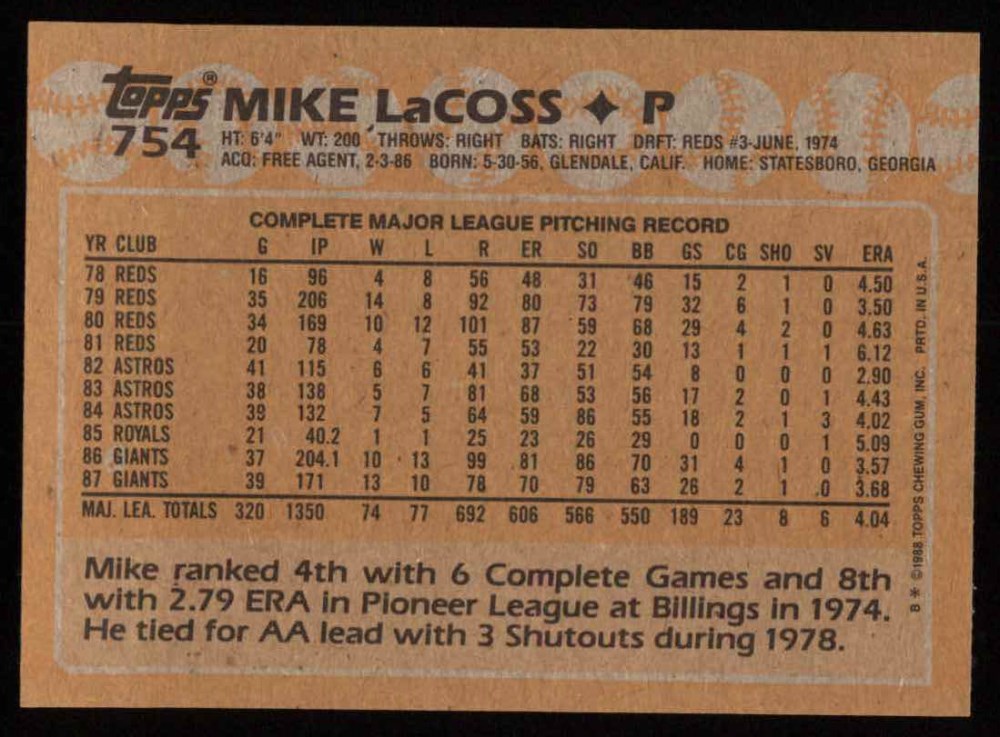 topps® MIKE LaCOSS ✦ P
754 HT: 6'4" WT: 200 THROWS: RIGHT BATS: RIGHT DRFT: REDS #3-JUNE, 1974
ACQ: FREE AGENT, 2-3-86 BORN: 5-30-56, GLENDALE, CALIF. HOME: STATESBORO, GEORGIA
COMPLETE MAJOR LEAGUE PITCHING RECORD
YR CLUB G IP W L R ER SO BB GS CG SHO SV ERA
78 REDS 16 96 4 8 56 48 31 46 15 2 1 0 4.50
79 REDS 35 206 14 8 92 80 73 79 32 6 1 0 3.50
80 REDS 34 169 10 12 101 87 59 68 29 4 2 0 4.63
81 REDS 20 78 4 7 55 53 22 30 13 1 1 1 6.12
82 ASTROS 41 115 6 6 41 37 51 54 8 0 0 0 2.90
83 ASTROS 38 138 5 7 81 68 53 56 17 2 0 1 4.43
84 ASTROS 39 132 7 5 64 59 86 55 18 2 1 3 4.02
85 ROYALS 21 40.2 1 1 25 23 26 29 0 0 0 1 5.09
86 GIANTS 37 204.1 10 13 99 81 86 70 31 4 1 0 3.57
87 GIANTS 39 171 13 10 78 70 79 63 26 2 1 0 3.68
MAJ. LEA. TOTALS 320 1350 74 77 692 606 566 550 189 23 8 6 4.04
Mike ranked 4th with 6 Complete Games and 8th
with 2.79 ERA in Pioneer League at Billings in 1974.
He tied for AA lead with 3 Shutouts during 1978.
B * ©1988 TOPPS CHEWING GUM, INC. PRTD. IN U.S.A.